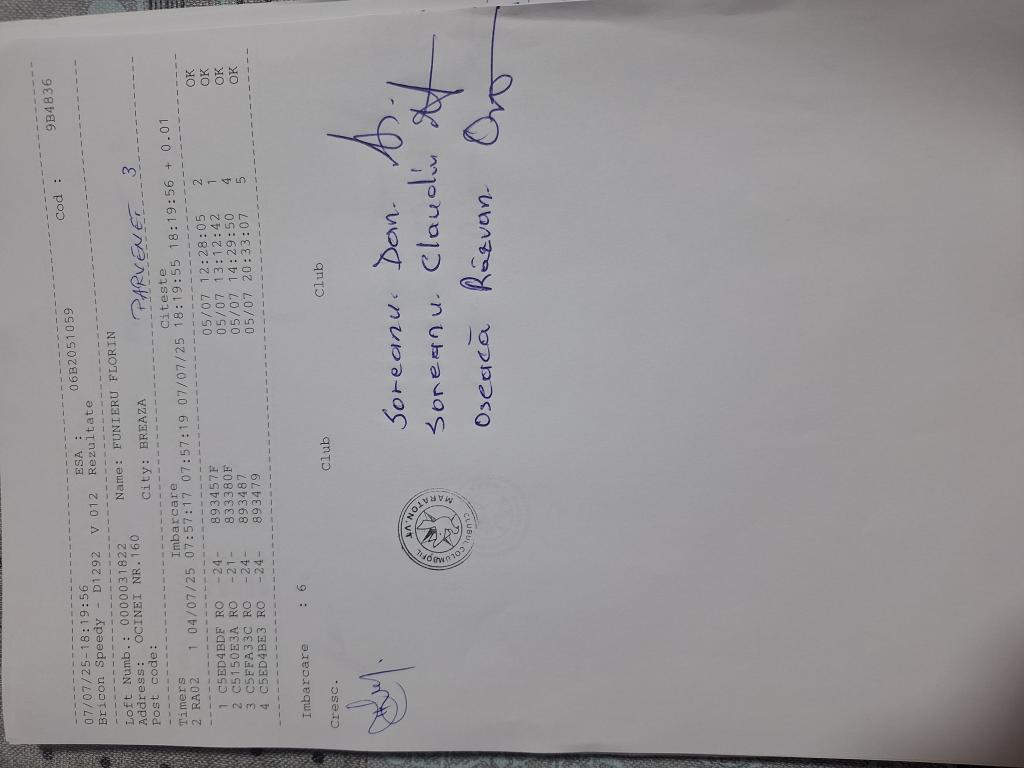 07/07/25-18:19:56 ESA : 06B2051059 Cod : 9B4836
Bricon Speedy - D1292 V 012 Rezultate
Loft Numb.: 0000031822 Name: FUNIERU FLORIN
Address: OCINEI NR.160 City: BREAZA PARVENET 3
Post code:
Timers Imbarcare Citeste
2 RA02 1 04/07/25 07:57:17 07:57:19 07/07/25 18:19:55 18:19:56 + 0.01
1 C5ED4BDF RO -24- 893457F 05/07 12:28:05 2 OK
2 C5150E3A RO -21- 833380F 05/07 13:12:42 1 OK
3 C5FFA33C RO -24- 893487 05/07 14:29:50 4 OK
4 C5ED4BE3 RO -24- 893479 05/07 20:33:07 5 OK
Imbarcare : 6
Cresc. Club Club
Soreanu Dan
Soreanu Claudiu
Oseacă Răzvan
CLUBUL COLUMBOFIL
MARATON.VT